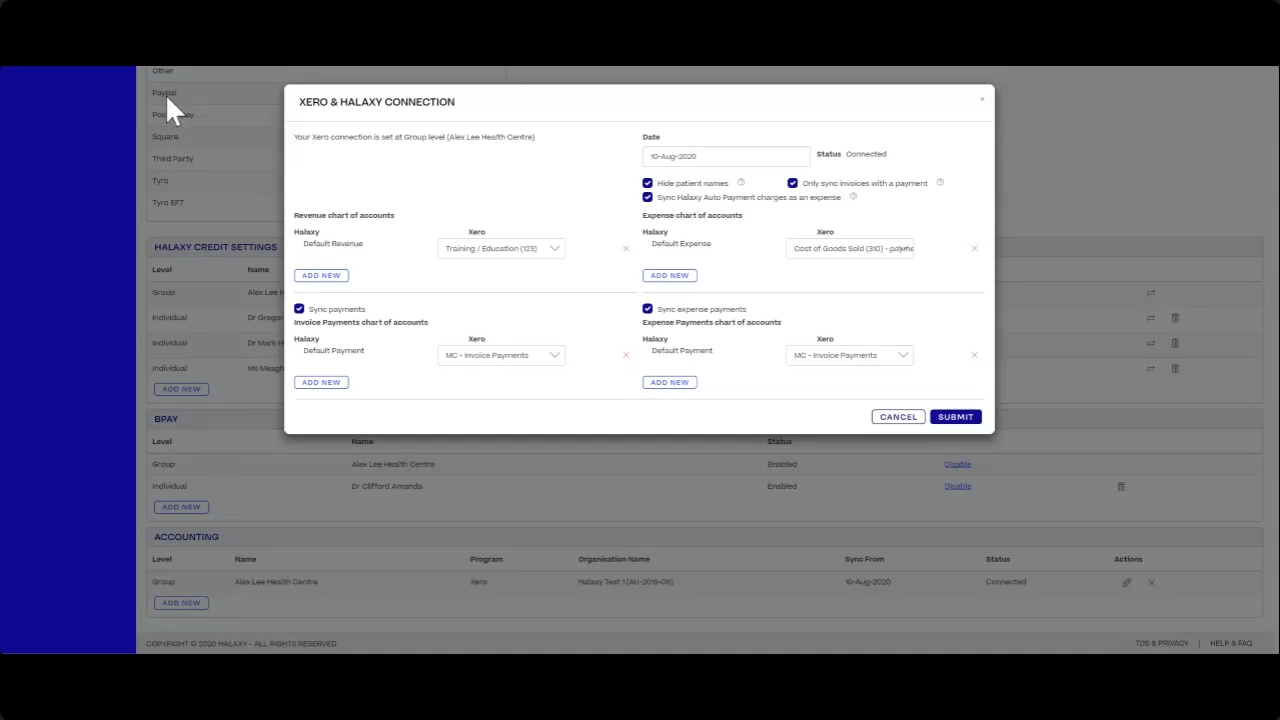 Other
Paypal
Square
Third Party
Tyro
Tyro EFT
XERO & HALAXY CONNECTION
×
Your Xero connection is set at Group level (Alex Lee Health Centre)
Date
10-Aug-2020
Status Connected
Hide patient names
Only sync invoices with a payment
Sync Halaxy Auto Payment charges as an expense
Revenue chart of accounts
Halaxy Xero
Default Revenue
Training / Education (123)
ADD NEW
Expense chart of accounts
Halaxy Xero
Default Expense
Cost of Goods Sold (310) - payme
ADD NEW
Sync payments
Invoice Payments chart of accounts
Halaxy Xero
Default Payment
MC - Invoice Payments
ADD NEW
Sync expense payments
Expense Payments chart of accounts
Halaxy Xero
Default Payment
MC - Invoice Payments
ADD NEW
CANCEL SUBMIT
HALAXY CREDIT SETTINGS
Level Name
Group Alex Lee H
Individual Dr Gregor
Individual Dr Mark H
Individual Ms Meagh
ADD NEW
BPAY
Level Name Status
Group Alex Lee Health Centre Enabled Disable
Individual Dr Clifford Amanda Enabled Disable
ADD NEW
ACCOUNTING
Level Name Program Organisation Name Sync From Status Actions
Group Alex Lee Health Centre Xero Halaxy Test 1 (AU-2015-06) 10-Aug-2020 Connected
ADD NEW
COPYRIGHT © 2020 HALAXY - ALL RIGHTS RESERVED
TOS & PRIVACY | HELP & FAQ